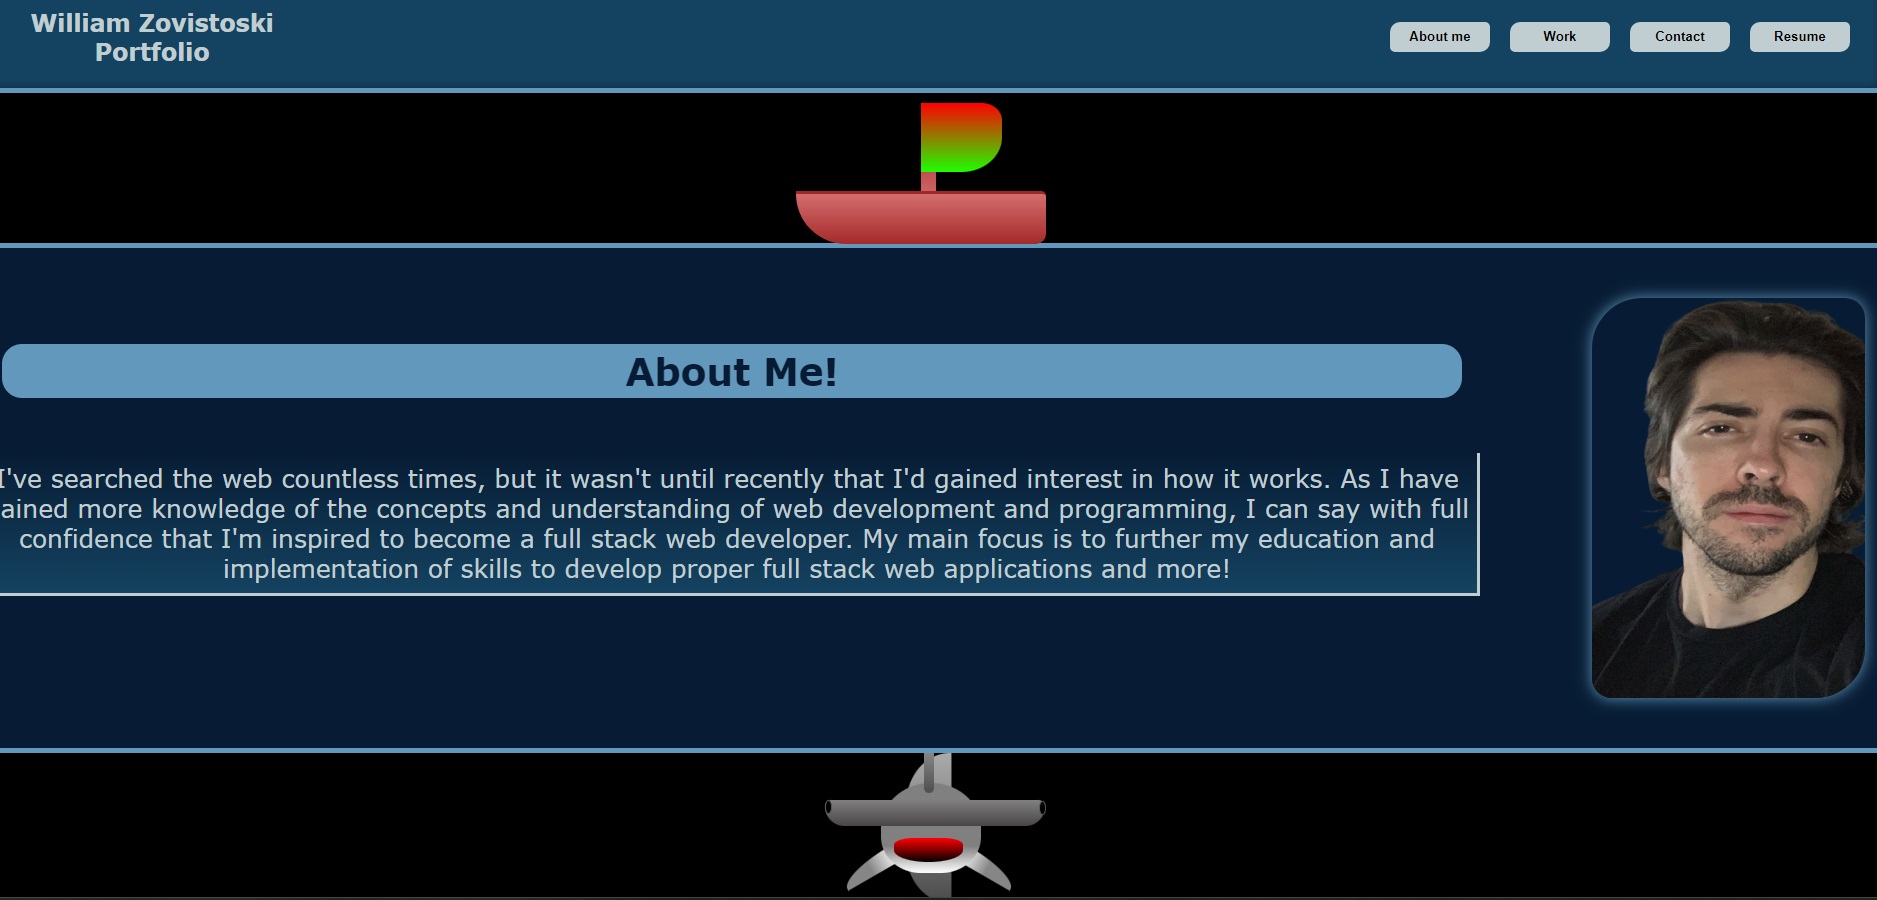 William Zovistoski
Portfolio
About me
Work
Contact
Resume
About Me!
I've searched the web countless times, but it wasn't until recently that I'd gained interest in how it works. As I have
ained more knowledge of the concepts and understanding of web development and programming, I can say with full
confidence that I'm inspired to become a full stack web developer. My main focus is to further my education and
implementation of skills to develop proper full stack web applications and more!